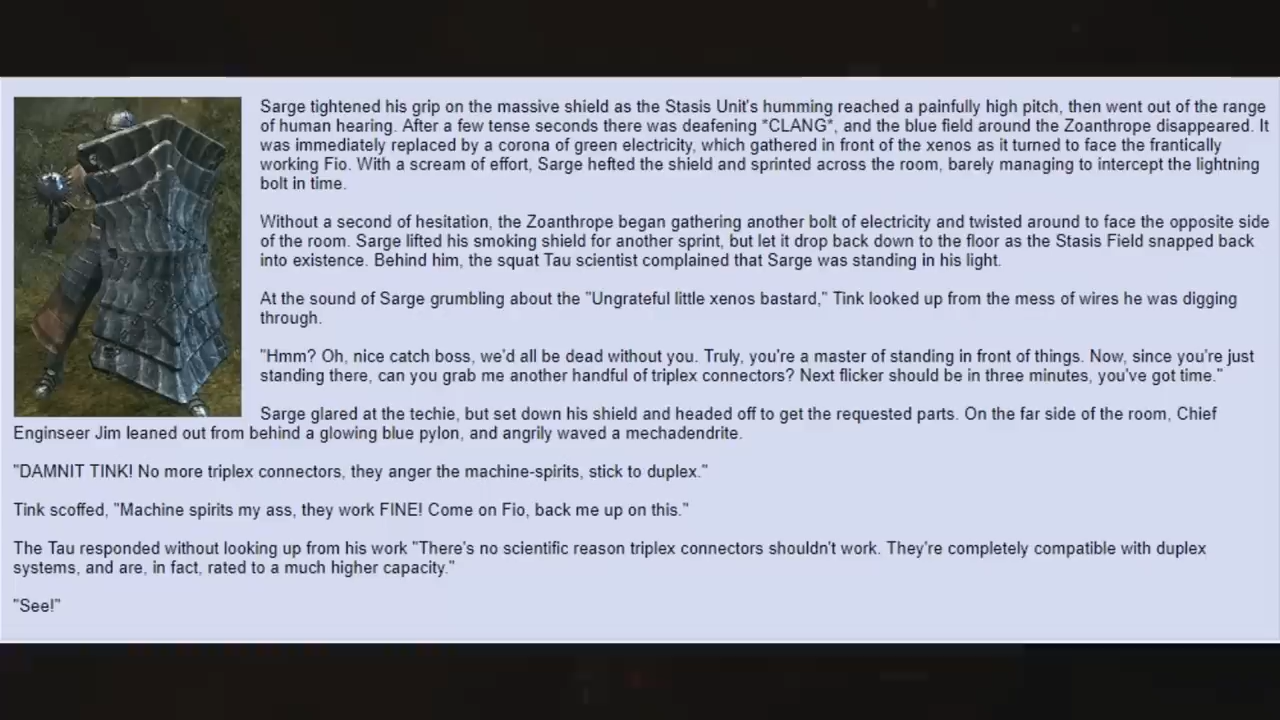 Sarge tightened his grip on the massive shield as the Stasis Unit's humming reached a painfully high pitch, then went out of the range
of human hearing. After a few tense seconds there was deafening *CLANG*, and the blue field around the Zoanthrope disappeared. It
was immediately replaced by a corona of green electricity, which gathered in front of the xenos as it turned to face the frantically
working Fio. With a scream of effort, Sarge hefted the shield and sprinted across the room, barely managing to intercept the lightning
bolt in time.
Without a second of hesitation, the Zoanthrope began gathering another bolt of electricity and twisted around to face the opposite side
of the room. Sarge lifted his smoking shield for another sprint, but let it drop back down to the floor as the Stasis Field snapped back
into existence. Behind him, the squat Tau scientist complained that Sarge was standing in his light.
At the sound of Sarge grumbling about the "Ungrateful little xenos bastard," Tink looked up from the mess of wires he was digging
through.
"Hmm? Oh, nice catch boss, we'd all be dead without you. Truly, you're a master of standing in front of things. Now, since you're just
standing there, can you grab me another handful of triplex connectors? Next flicker should be in three minutes, you've got time."
Sarge glared at the techie, but set down his shield and headed off to get the requested parts. On the far side of the room, Chief
Enginseer Jim leaned out from behind a glowing blue pylon, and angrily waved a mechadendrite.
"DAMNIT TINK! No more triplex connectors, they anger the machine-spirits, stick to duplex."
Tink scoffed, "Machine spirits my ass, they work FINE! Come on Fio, back me up on this."
The Tau responded without looking up from his work "There's no scientific reason triplex connectors shouldn't work. They're completely compatible with duplex
systems, and are, in fact, rated to a much higher capacity."
"See!"